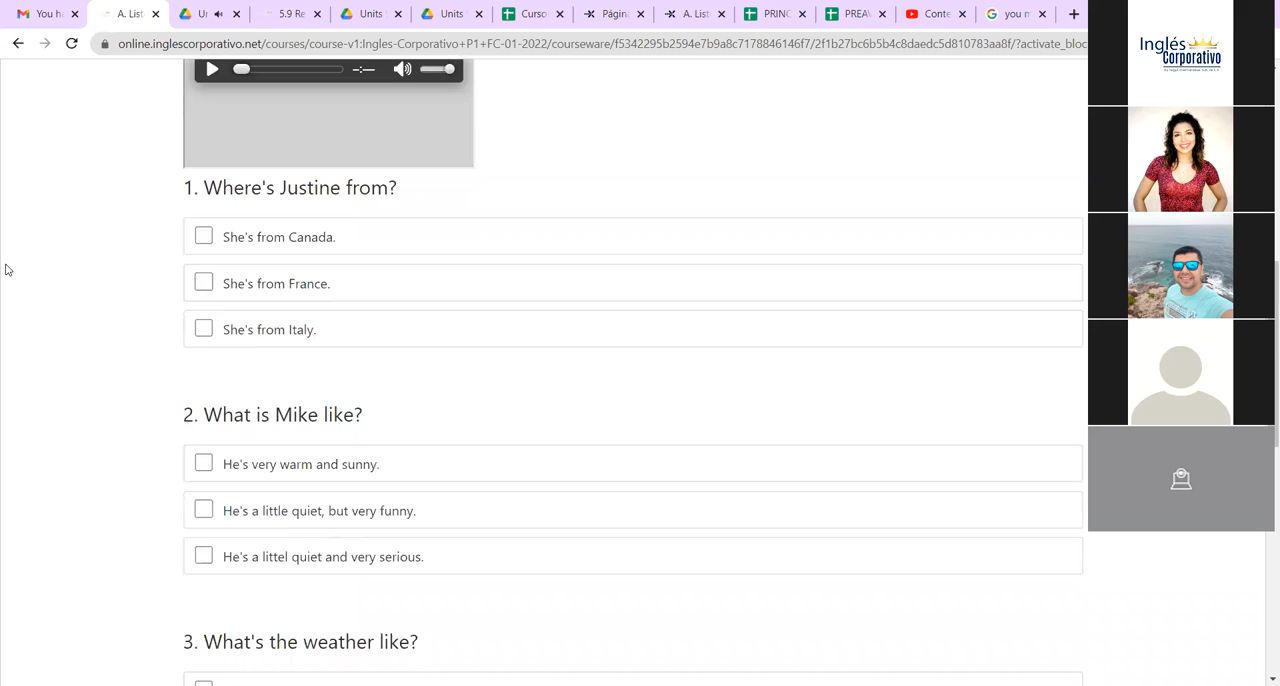 You ha
A. List
Un
5.9 Re
Units
Units
Curso
Página
A. List
PRINC
PREAV
Conte
you m
online.inglescorporativo.net/courses/course-v1:Ingles-Corporativo+P1+FC-01-2022/courseware/f5342295b2594e7b9a8c7178846146f7/2f1b27bc6b5b4c8daedc5d810783aa8f/?activate_bloc
Inglés
Corporativo
1. Where's Justine from?
She's from Canada.
She's from France.
She's from Italy.
2. What is Mike like?
He's very warm and sunny.
He's a little quiet, but very funny.
He's a littel quiet and very serious.
3. What's the weather like?